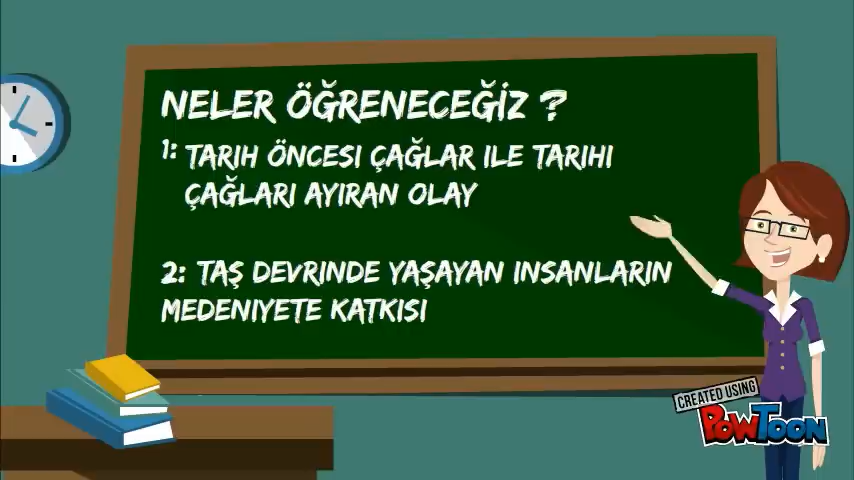 NELER ÖĞRENECEĞİZ ?
1: TARIH ÖNCESI ÇAĞLAR ILE TARIHI
ÇAĞLARI AYIRAN OLAY
2: TAŞ DEVRINDE YAŞAYAN INSANLARIN
MEDENIYETE KATKISI
CREATED USING
POWTOON